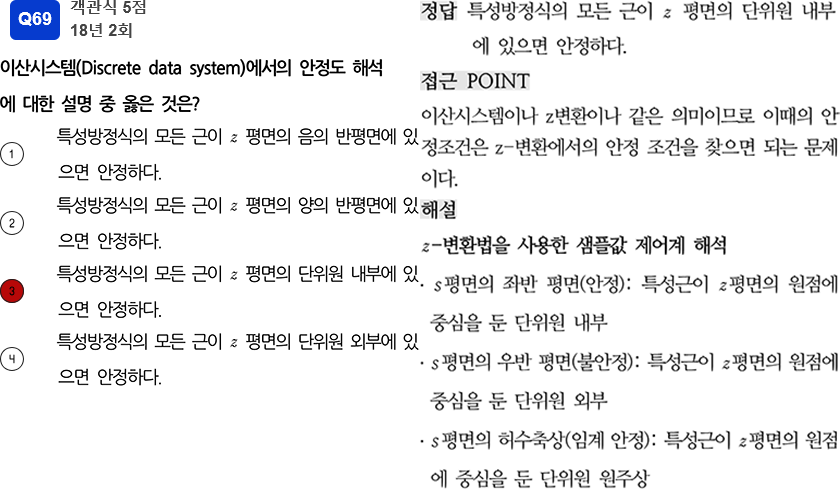 Q69
객관식 5점
18년 2회
이산시스템(Discrete data system)에서의 안정도 해석
에 대한 설명 중 옳은 것은?
1 특성방정식의 모든 근이 z 평면의 음의 반평면에 있
으면 안정하다.
2 특성방정식의 모든 근이 z 평면의 양의 반평면에 있
으면 안정하다.
3 특성방정식의 모든 근이 z 평면의 단위원 내부에 있
으면 안정하다.
4 특성방정식의 모든 근이 z 평면의 단위원 외부에 있
으면 안정하다.
정답 특성방정식의 모든 근이 z 평면의 단위원 내부
에 있으면 안정하다.
접근 POINT
이산시스템이나 z변환이나 같은 의미이므로 이때의 안
정조건은 z-변환에서의 안정 조건을 찾으면 되는 문제
이다.
해설
z-변환법을 사용한 샘플값 제어계 해석
· s평면의 좌반 평면(안정): 특성근이 z평면의 원점에
중심을 둔 단위원 내부
· s평면의 우반 평면(불안정): 특성근이 z평면의 원점에
중심을 둔 단위원 외부
· s평면의 허수축상(임계 안정): 특성근이 z평면의 원점
에 중심을 둔 단위원 원주상